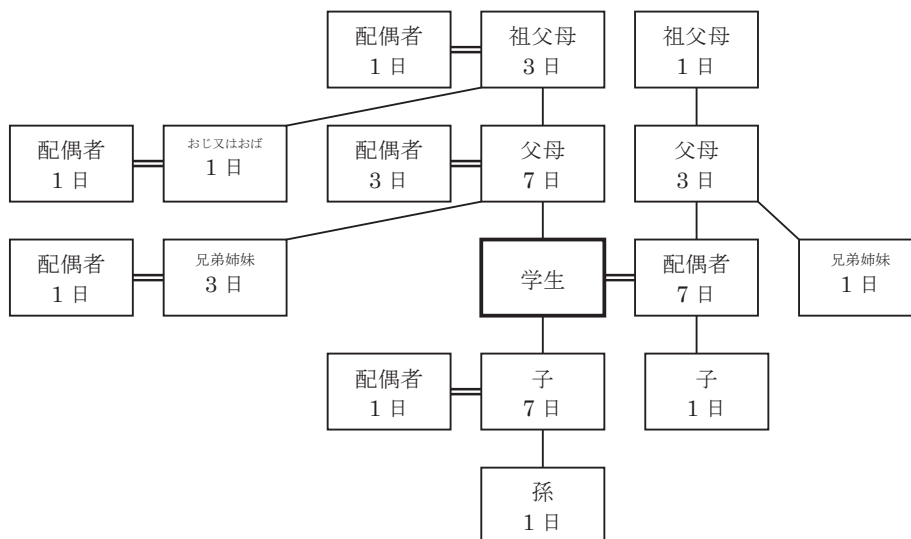 配偶者
1 日
祖父母
3 日
祖父母
1 日
配偶者
1 日
おじ又はおば
1 日
配偶者
3 日
父母
7 日
父母
3 日
配偶者
1 日
兄弟姉妹
3 日
学生
配偶者
7 日
兄弟姉妹
1 日
配偶者
1 日
子
7 日
子
1 日
孫
1 日